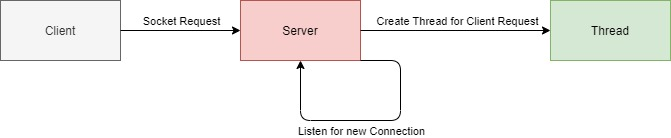 Client
Socket Request
Server
Create Thread for Client Request
Thread
Listen for new Connection